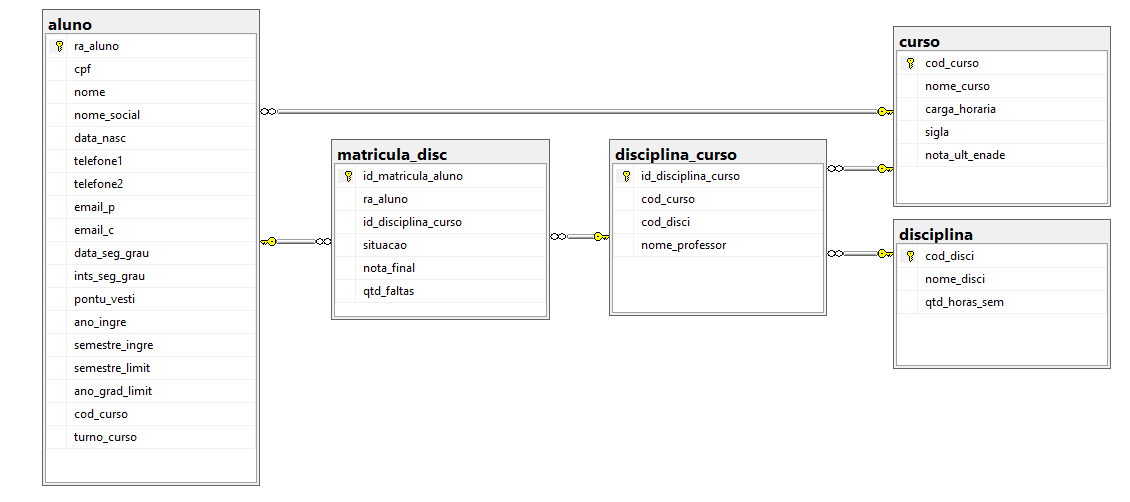 aluno
ra_aluno
cpf
nome
nome_social
data_nasc
telefone1
telefone2
email_p
email_c
data_seg_grau
ints_seg_grau
pontu_vesti
ano_ingre
semestre_ingre
semestre_limit
ano_grad_limit
cod_curso
turno_curso
matricula_disc
id_matricula_aluno
ra_aluno
id_disciplina_curso
situacao
nota_final
qtd_faltas
disciplina_curso
id_disciplina_curso
cod_curso
cod_disci
nome_professor
curso
cod_curso
nome_curso
carga_horaria
sigla
nota_ult_enade
disciplina
cod_disci
nome_disci
qtd_horas_sem